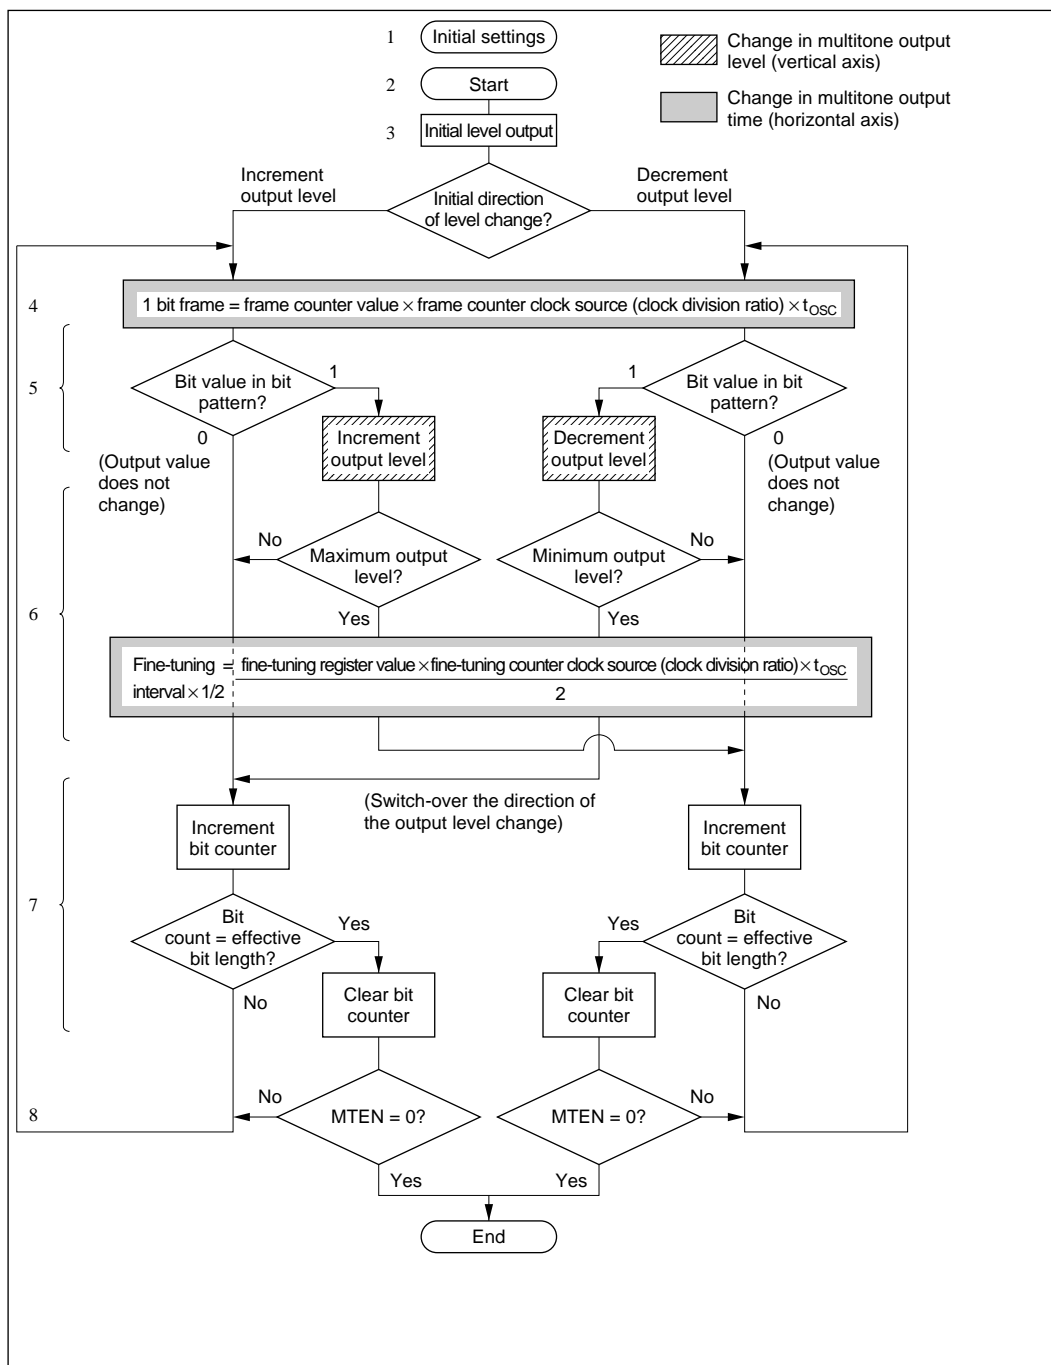 1
Initial settings
Change in multitone output
level (vertical axis)
2
Start
Change in multitone output
time (horizontal axis)
3
Initial level output
Increment
output level
Decrement
output level
Initial direction
of level change?
4
1 bit frame = frame counter value × frame counter clock source (clock division ratio) × tOSC
5
Bit value in bit
pattern?
1
0
(Output value
does not
change)
Increment
output level
1
Bit value in bit
pattern?
0
(Output value
does not
change)
Decrement
output level
6
No
Maximum output
level?
Yes
Minimum output
level?
No
Yes
Fine-tuning = fine-tuning register value × fine-tuning counter clock source (clock division ratio) × tOSC
interval × 1/2
2
(Switch-over the direction of
the output level change)
7
Increment
bit counter
Increment
bit counter
Bit
count = effective
bit length?
Yes
No
Yes
Bit
count = effective
bit length?
No
Clear bit
counter
Clear bit
counter
8
No
MTEN = 0?
Yes
MTEN = 0?
No
Yes
End